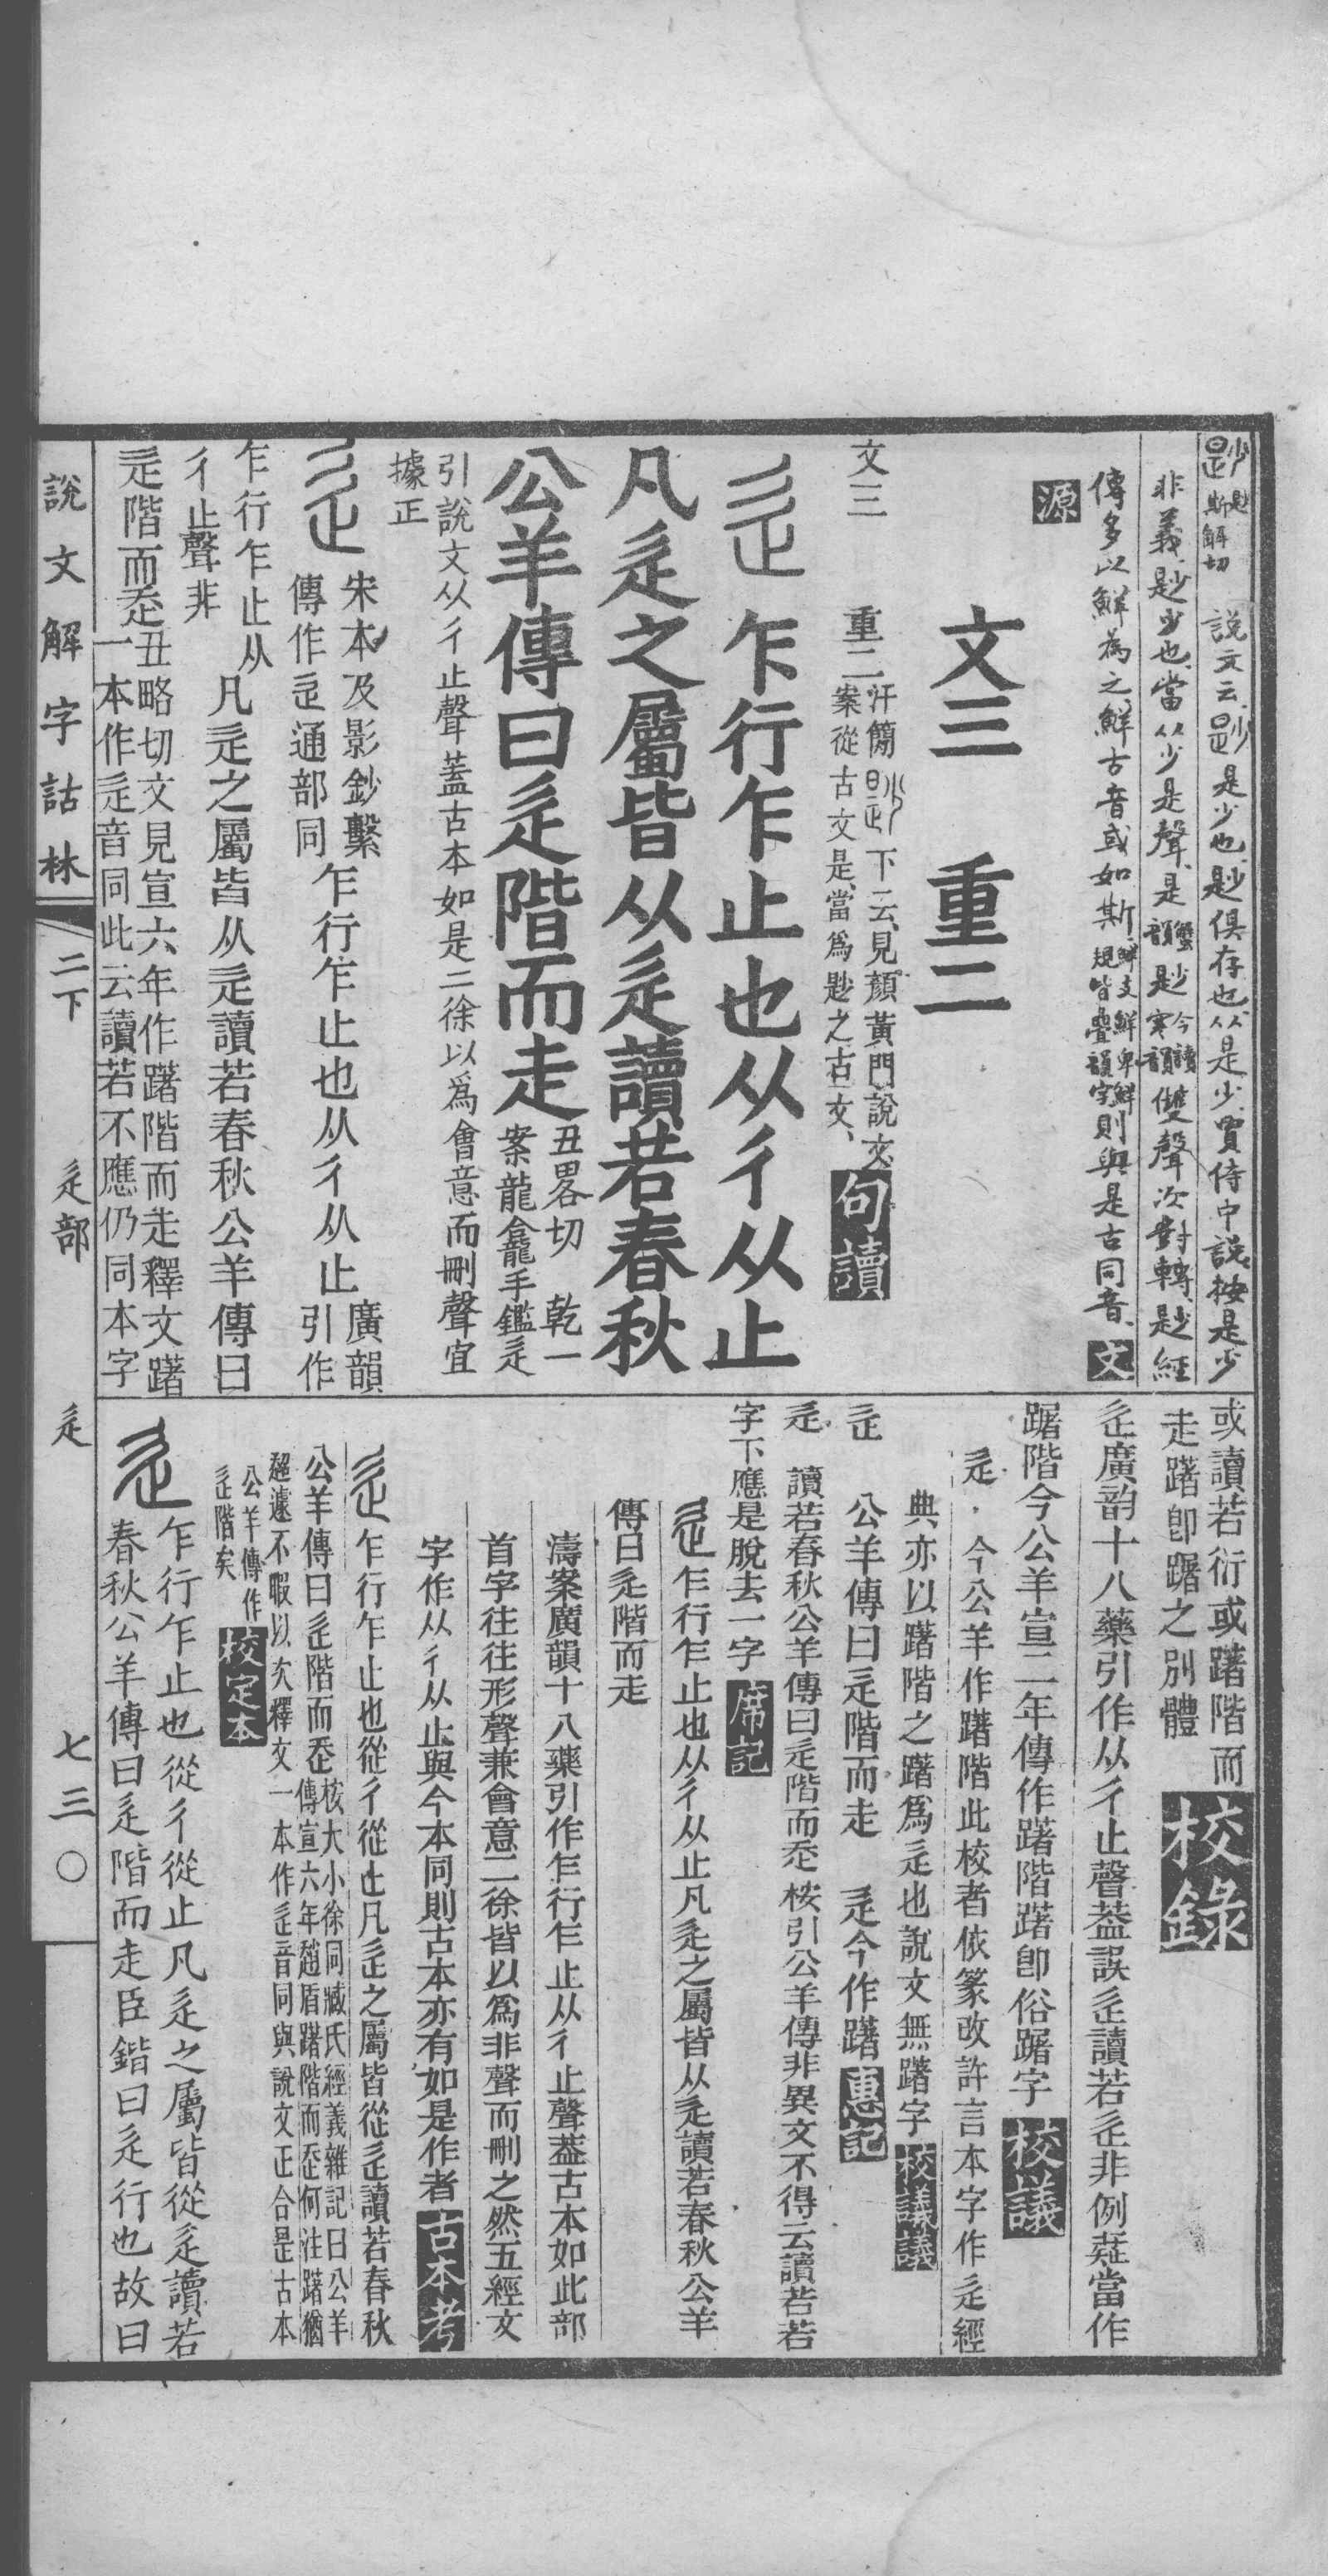 尟 尠 斯解切 說文云尟是少也尟俱存也从是少賈侍中說按是少
非義尟少也當从少是聲是 蟹韻 尟 今讀寒韻 雙聲次對轉尟經
傳多以鮮為之鮮古音或如斯 則與是古同音 文
源
文三 重二
文三 重二 汗簡尟下云見顏黃門說文
案從古文是當爲尟之古文 句讀
辵 乍行乍止也从彳从止
凡辵之屬皆从辵讀若春秋
公羊傳曰辵階而走 丑畧切 乾一
案龍龕手鑑辵
引說文从彳止聲蓋古本如是二徐以爲會意而刪聲宜
據正
辵 宋本及影鈔繫
傳作辵通部同 乍行乍止也从彳从止 廣韻
引作
乍行乍止从
彳止聲非 凡辵之屬皆从辵讀若春秋公羊傳曰
辵階而走 丑略切文見宣六年作躇階而走釋文躇
一本作辵音同此云讀若不應仍同本字
或讀若衍或躇階而
走躇卽躆之別體 校錄
辵廣韵十八藥引作从彳止聲葢誤辵讀若辵非例疑當作
躆階今公羊宣二年傳作躇階躇卽俗躆字 校議
辵 今公羊作躇階此校者依篆改許言本字作辵經
典亦以躇階之躇爲辵也說文無躇字 校議議
辵 公羊傳曰辵階而走 辵今作躇 惠記
辵 讀若春秋公羊傳曰辵階而走 桉引公羊傳非異文不得云讀若若
字下應是脫去一字 席記
辵 乍行乍止也从彳从止凡辵之屬皆从辵讀若春秋公羊
傳曰辵階而走
濤案廣韻十八藥引作乍行乍止从彳止聲葢古本如此部
首字往往形聲兼會意二徐皆以爲非聲而刪之然五經文
字作从彳从止與今本同則古本亦有如是作者 古本考
辵 乍行乍止也從彳從止凡辵之屬皆從辵讀若春秋
公羊傳曰辵階而走 桉大小徐同臧氏經義雜記曰公羊
傳宣六年趙盾躇階而走何注躇猶
超遽不暇以次釋文一本作辵音同與說文正合是古本
公羊傳作
辵階矣 校定本
辵 乍行乍止也從彳從止凡辵之屬皆從辵讀若
春秋公羊傳曰辵階而走臣鍇曰辵行也故曰
說文解字詁林 二下 辵部 辵 七三〇